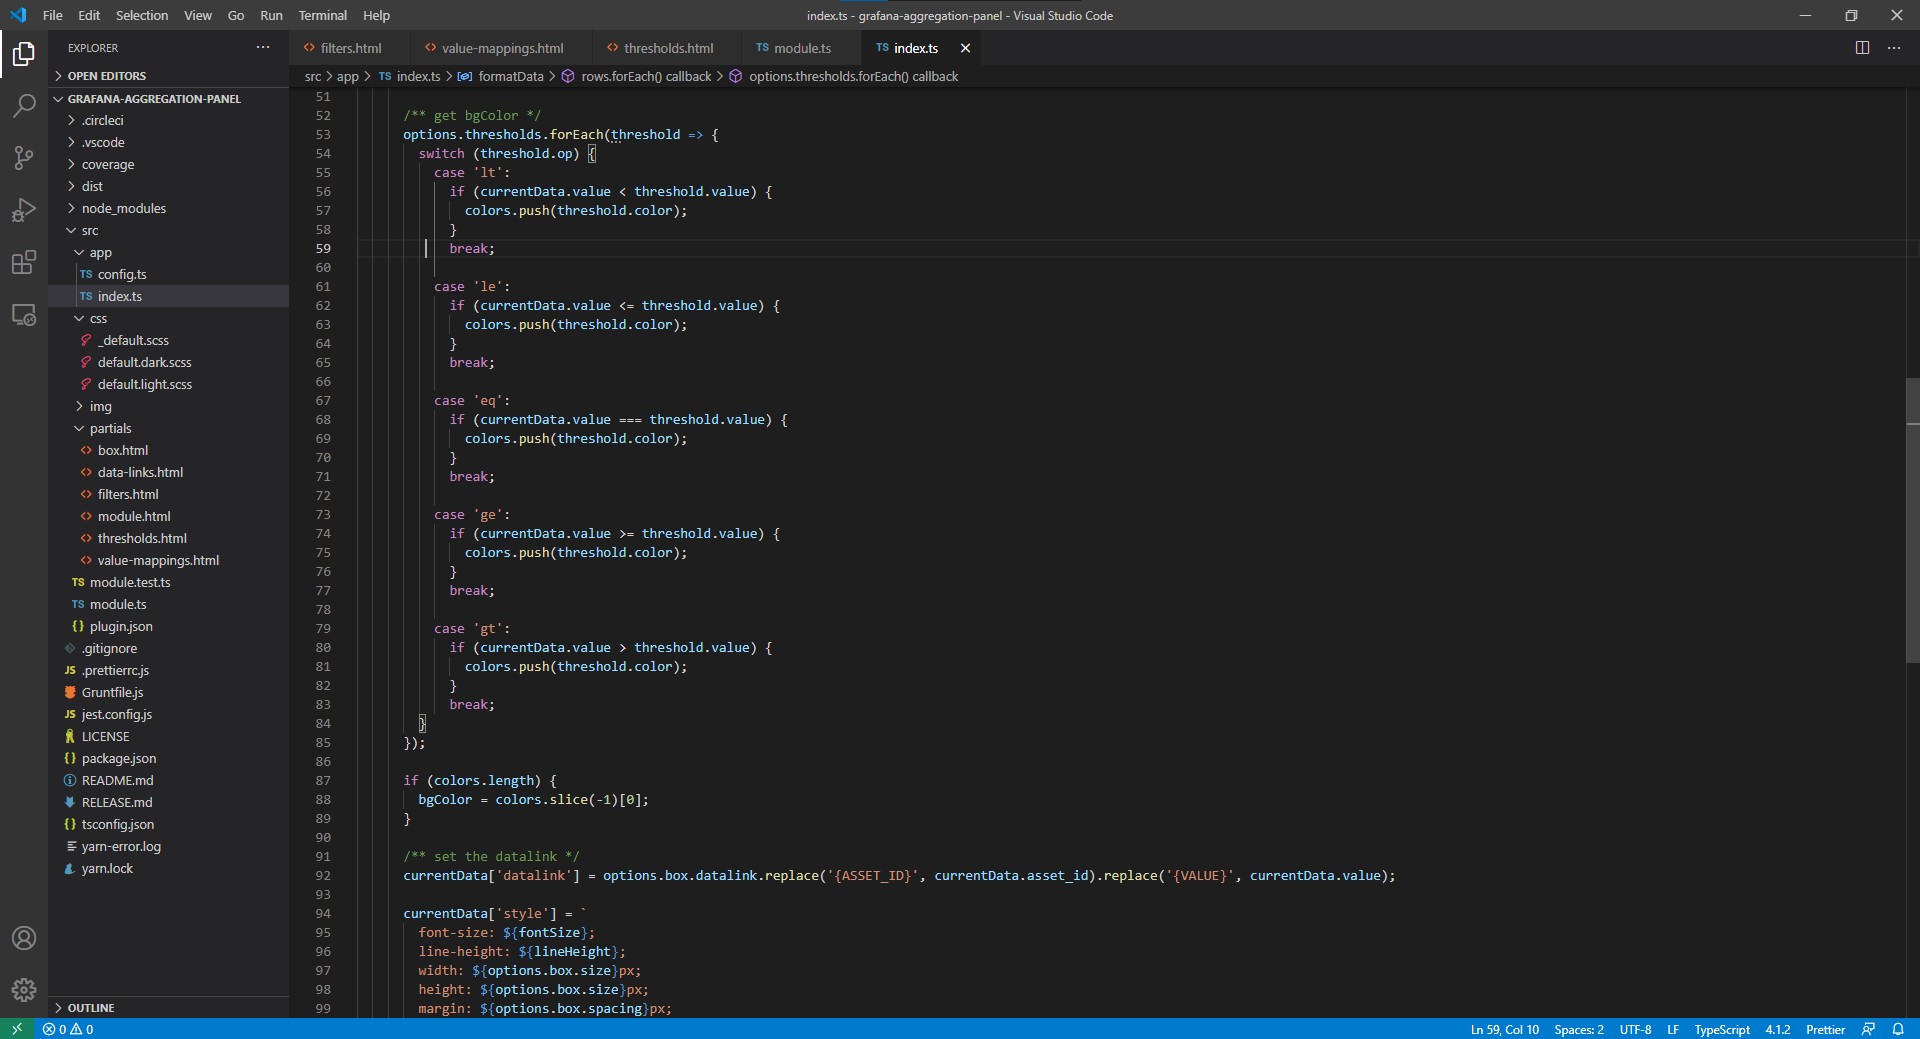 File Edit Selection View Go Run Terminal Help
index.ts - grafana-aggregation-panel - Visual Studio Code
EXPLORER
OPEN EDITORS
GRAFANA-AGGREGATION-PANEL
.circleci
.vscode
coverage
dist
node_modules
src
app
TS config.ts
TS index.ts
css
_default.scss
default.dark.scss
default.light.scss
img
partials
<> box.html
<> data-links.html
<> filters.html
<> module.html
<> thresholds.html
<> value-mappings.html
TS module.test.ts
TS module.ts
{} plugin.json
.gitignore
JS .prettierrc.js
Gruntfile.js
JS jest.config.js
LICENSE
{} package.json
README.md
RELEASE.md
{} tsconfig.json
yarn-error.log
yarn.lock
OUTLINE
<> filters.html <> value-mappings.html <> thresholds.html TS module.ts TS index.ts
src > app > TS index.ts > formatData > rows.forEach() callback > options.thresholds.forEach() callback
51
52 /** get bgColor */
53 options.thresholds.forEach(threshold => {
54 switch (threshold.op) {
55 case 'lt':
56 if (currentData.value < threshold.value) {
57 colors.push(threshold.color);
58 }
59 break;
60
61 case 'le':
62 if (currentData.value <= threshold.value) {
63 colors.push(threshold.color);
64 }
65 break;
66
67 case 'eq':
68 if (currentData.value === threshold.value) {
69 colors.push(threshold.color);
70 }
71 break;
72
73 case 'ge':
74 if (currentData.value >= threshold.value) {
75 colors.push(threshold.color);
76 }
77 break;
78
79 case 'gt':
80 if (currentData.value > threshold.value) {
81 colors.push(threshold.color);
82 }
83 break;
84 }
85 });
86
87 if (colors.length) {
88 bgColor = colors.slice(-1)[0];
89 }
90
91 /** set the datalink */
92 currentData['datalink'] = options.box.datalink.replace('{ASSET_ID}', currentData.asset_id).replace('{VALUE}', currentData.value);
93
94 currentData['style'] = `
95 font-size: ${fontSize};
96 line-height: ${lineHeight};
97 width: ${options.box.size}px;
98 height: ${options.box.size}px;
99 margin: ${options.box.spacing}px;
0 0 Ln 59, Col 10 Spaces: 2 UTF-8 LF TypeScript 4.1.2 Prettier